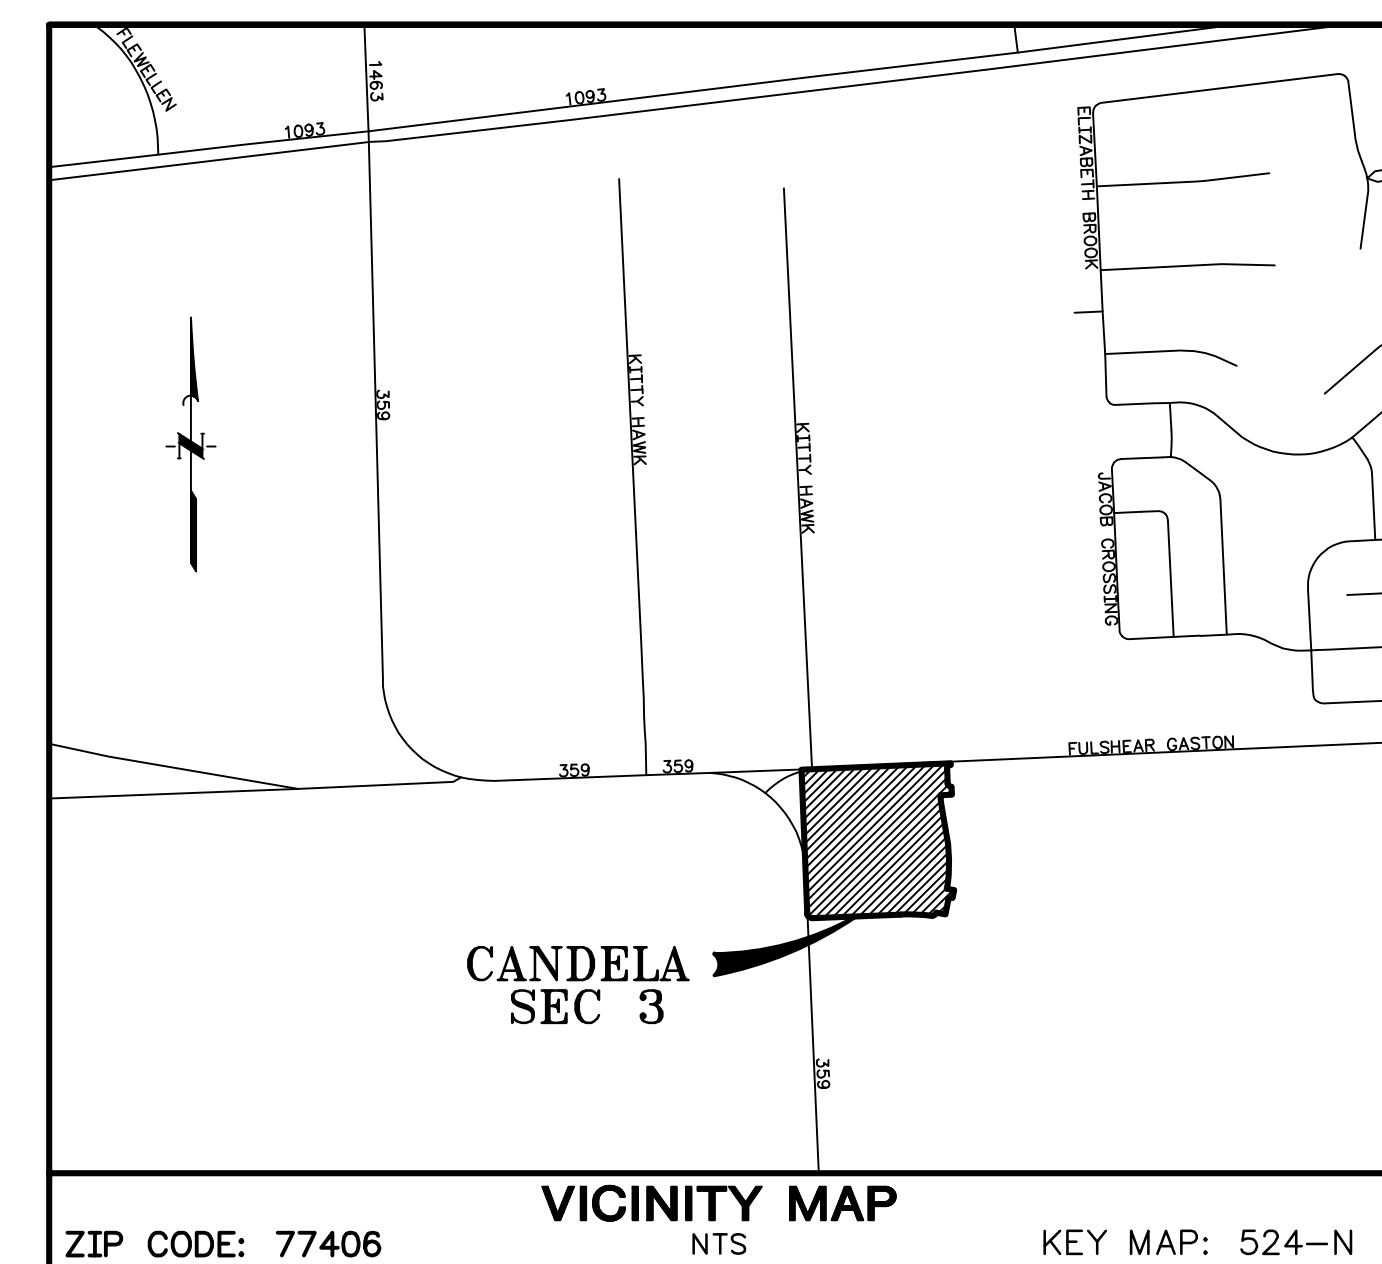 FLEWELLEN
1463
1093
1093
ELIZABETH BROOK
359
KITTY HAWK
KITTY HAWK
N
JACOB CROSSING
FULSHEAR GASTON
359
359
CANDELA
SEC 3
359
VICINITY MAP
ZIP CODE: 77406
NTS
KEY MAP: 524-N